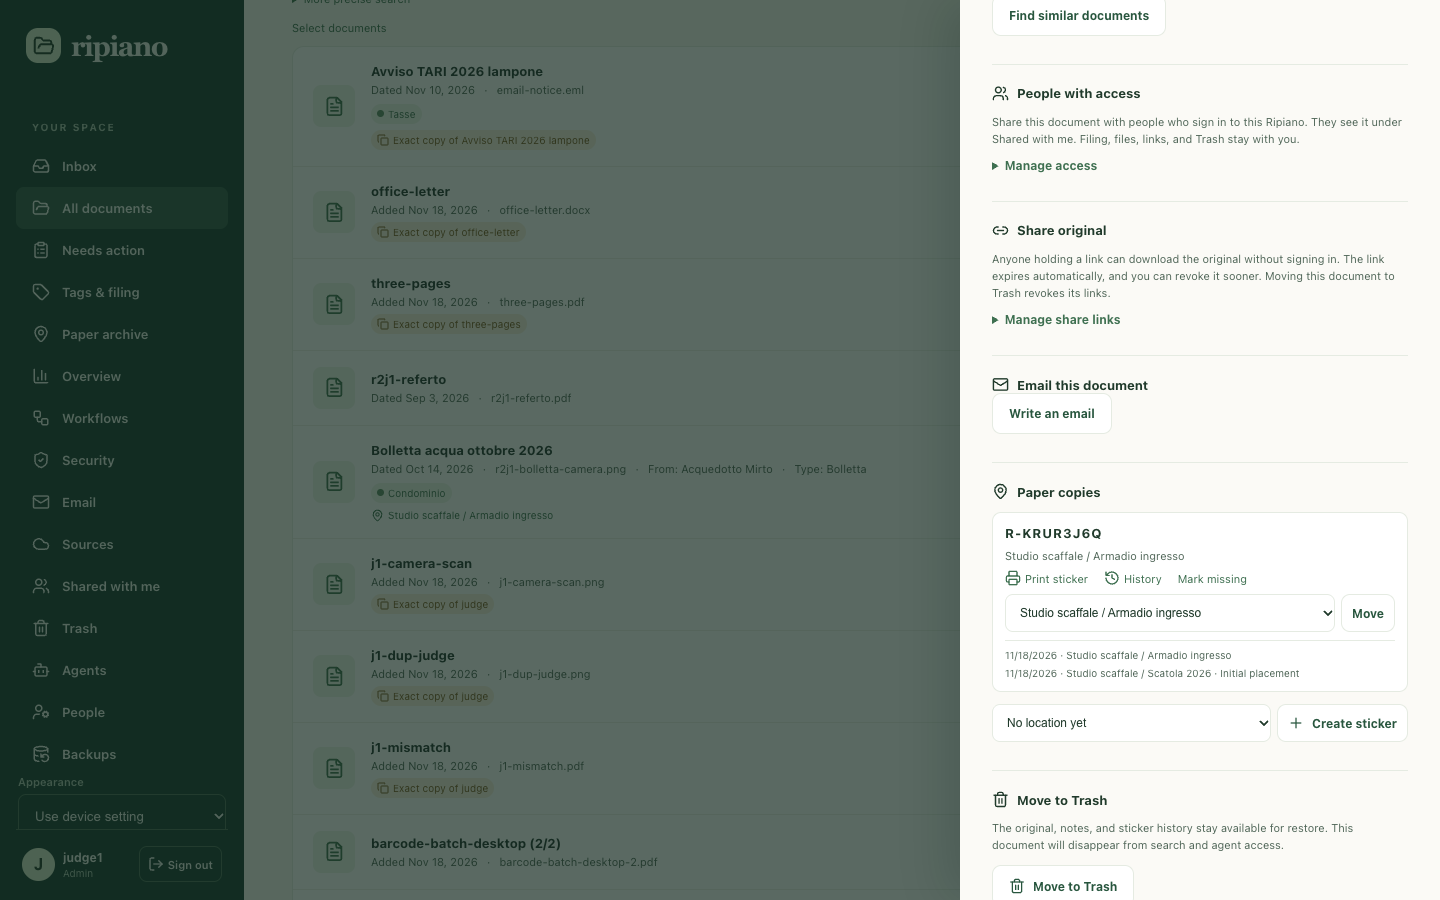 ripiano
YOUR SPACE
Inbox
All documents
Needs action
Tags & filing
Paper archive
Overview
Workflows
Security
Email
Sources
Shared with me
Trash
Agents
People
Backups
Appearance
Use device setting
J
judge1
Admin
Sign out
More precise search
Select documents
Avviso TARI 2026 lampone
Dated Nov 10, 2026 · email-notice.eml
Tasse
Exact copy of Avviso TARI 2026 lampone
office-letter
Added Nov 18, 2026 · office-letter.docx
Exact copy of office-letter
three-pages
Added Nov 18, 2026 · three-pages.pdf
Exact copy of three-pages
r2j1-referto
Dated Sep 3, 2026 · r2j1-referto.pdf
Bolletta acqua ottobre 2026
Dated Oct 14, 2026 · r2j1-bolletta-camera.png · From: Acquedotto Mirto · Type: Bolletta
Condominio
Studio scaffale / Armadio ingresso
j1-camera-scan
Added Nov 18, 2026 · j1-camera-scan.png
Exact copy of judge
j1-dup-judge
Added Nov 18, 2026 · j1-dup-judge.png
Exact copy of judge
j1-mismatch
Added Nov 18, 2026 · j1-mismatch.pdf
Exact copy of judge
barcode-batch-desktop (2/2)
Added Nov 18, 2026 · barcode-batch-desktop-2.pdf
Find similar documents
People with access
Share this document with people who sign in to this Ripiano. They see it under
Shared with me. Filing, files, links, and Trash stay with you.
Manage access
Share original
Anyone holding a link can download the original without signing in. The link
expires automatically, and you can revoke it sooner. Moving this document to
Trash revokes its links.
Manage share links
Email this document
Write an email
Paper copies
R-KRUR3J6Q
Studio scaffale / Armadio ingresso
Print sticker History Mark missing
Studio scaffale / Armadio ingresso Move
11/18/2026 · Studio scaffale / Armadio ingresso
11/18/2026 · Studio scaffale / Scatola 2026 · Initial placement
No location yet Create sticker
Move to Trash
The original, notes, and sticker history stay available for restore. This
document will disappear from search and agent access.
Move to Trash